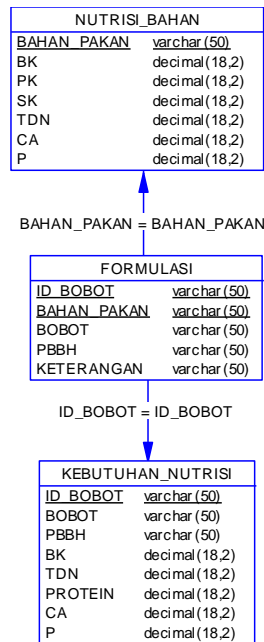 NUTRISI_BAHAN
BAHAN_PAKAN varchar(50)
BK decimal(18,2)
PK decimal(18,2)
SK decimal(18,2)
TDN decimal(18,2)
CA decimal(18,2)
P decimal(18,2)
BAHAN_PAKAN = BAHAN_PAKAN
FORMULASI
ID_BOBOT varchar(50)
BAHAN_PAKAN varchar(50)
BOBOT varchar(50)
PBBH varchar(50)
KETERANGAN varchar(50)
ID_BOBOT = ID_BOBOT
KEBUTUHAN_NUTRISI
ID_BOBOT varchar(50)
BOBOT varchar(50)
PBBH varchar(50)
BK decimal(18,2)
TDN decimal(18,2)
PROTEIN decimal(18,2)
CA decimal(18,2)
P decimal(18,2)